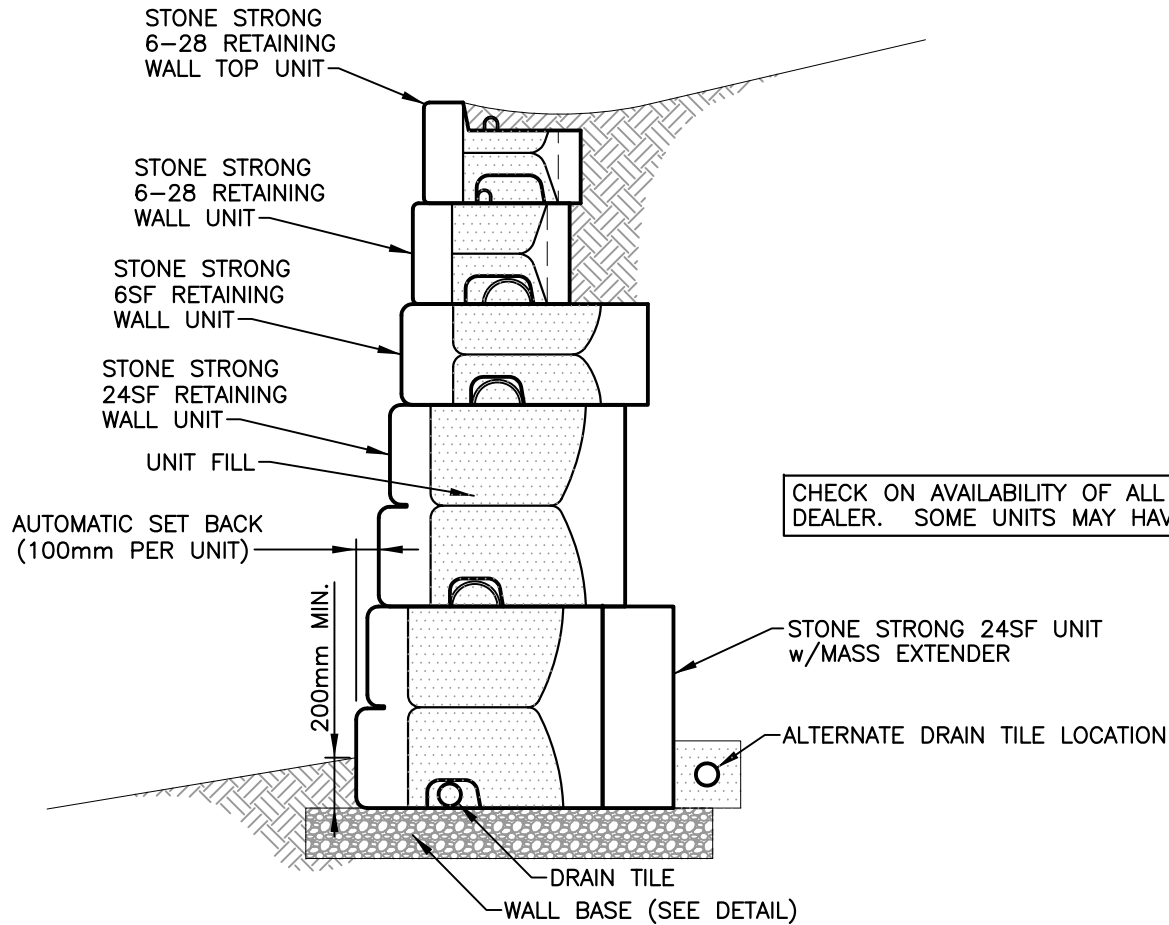 STONE STRONG
6-28 RETAINING
WALL TOP UNIT
STONE STRONG
6-28 RETAINING
WALL UNIT
STONE STRONG
6SF RETAINING
WALL UNIT
STONE STRONG
24SF RETAINING
WALL UNIT
UNIT FILL
AUTOMATIC SET BACK
(100mm PER UNIT)
200mm MIN.
CHECK ON AVAILABILITY OF ALL
DEALER. SOME UNITS MAY HAV
STONE STRONG 24SF UNIT
w/MASS EXTENDER
ALTERNATE DRAIN TILE LOCATION
DRAIN TILE
WALL BASE (SEE DETAIL)